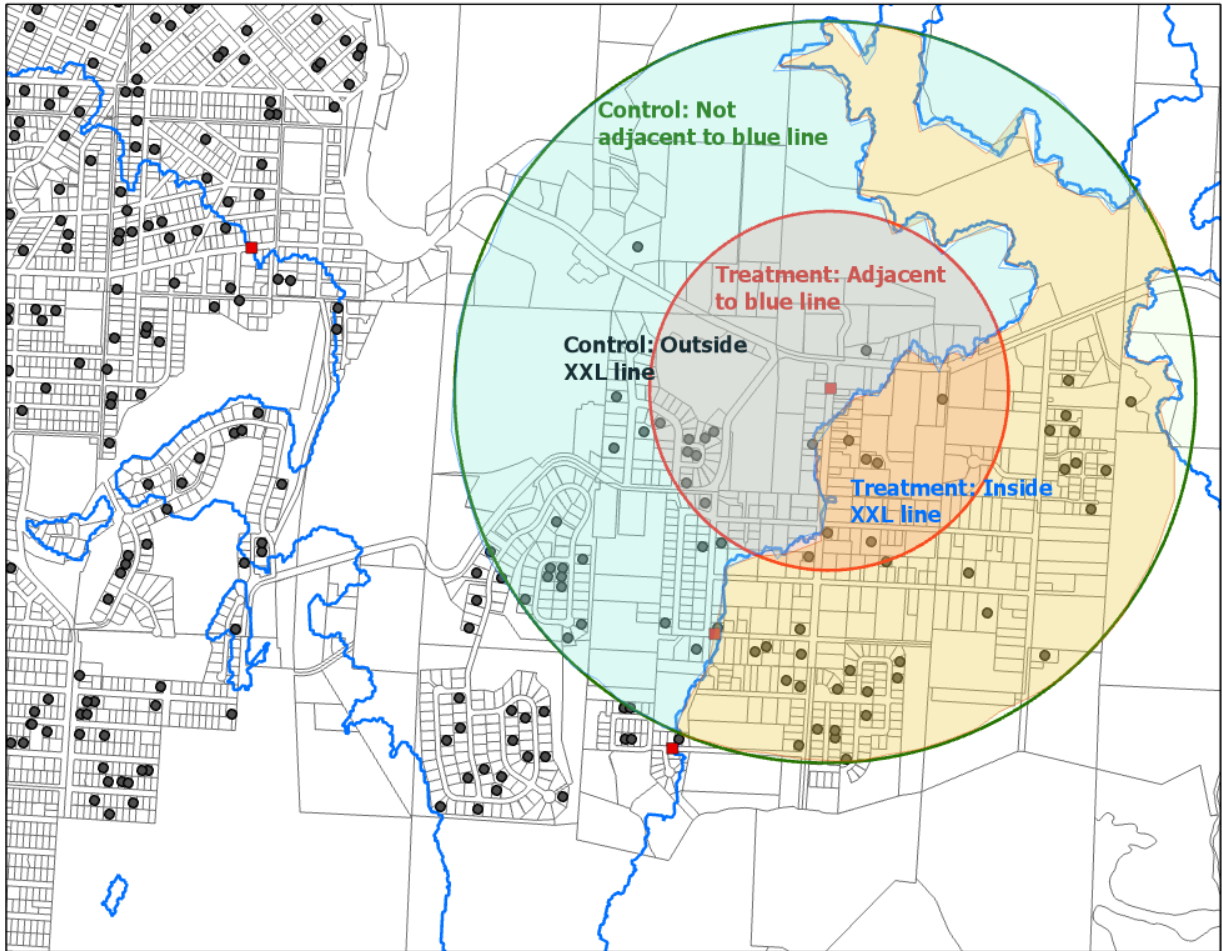 Control: Not
adjacent to blue line
Treatment: Adjacent
to blue line
Control: Outside
XXL line
Treatment: Inside
XXL line